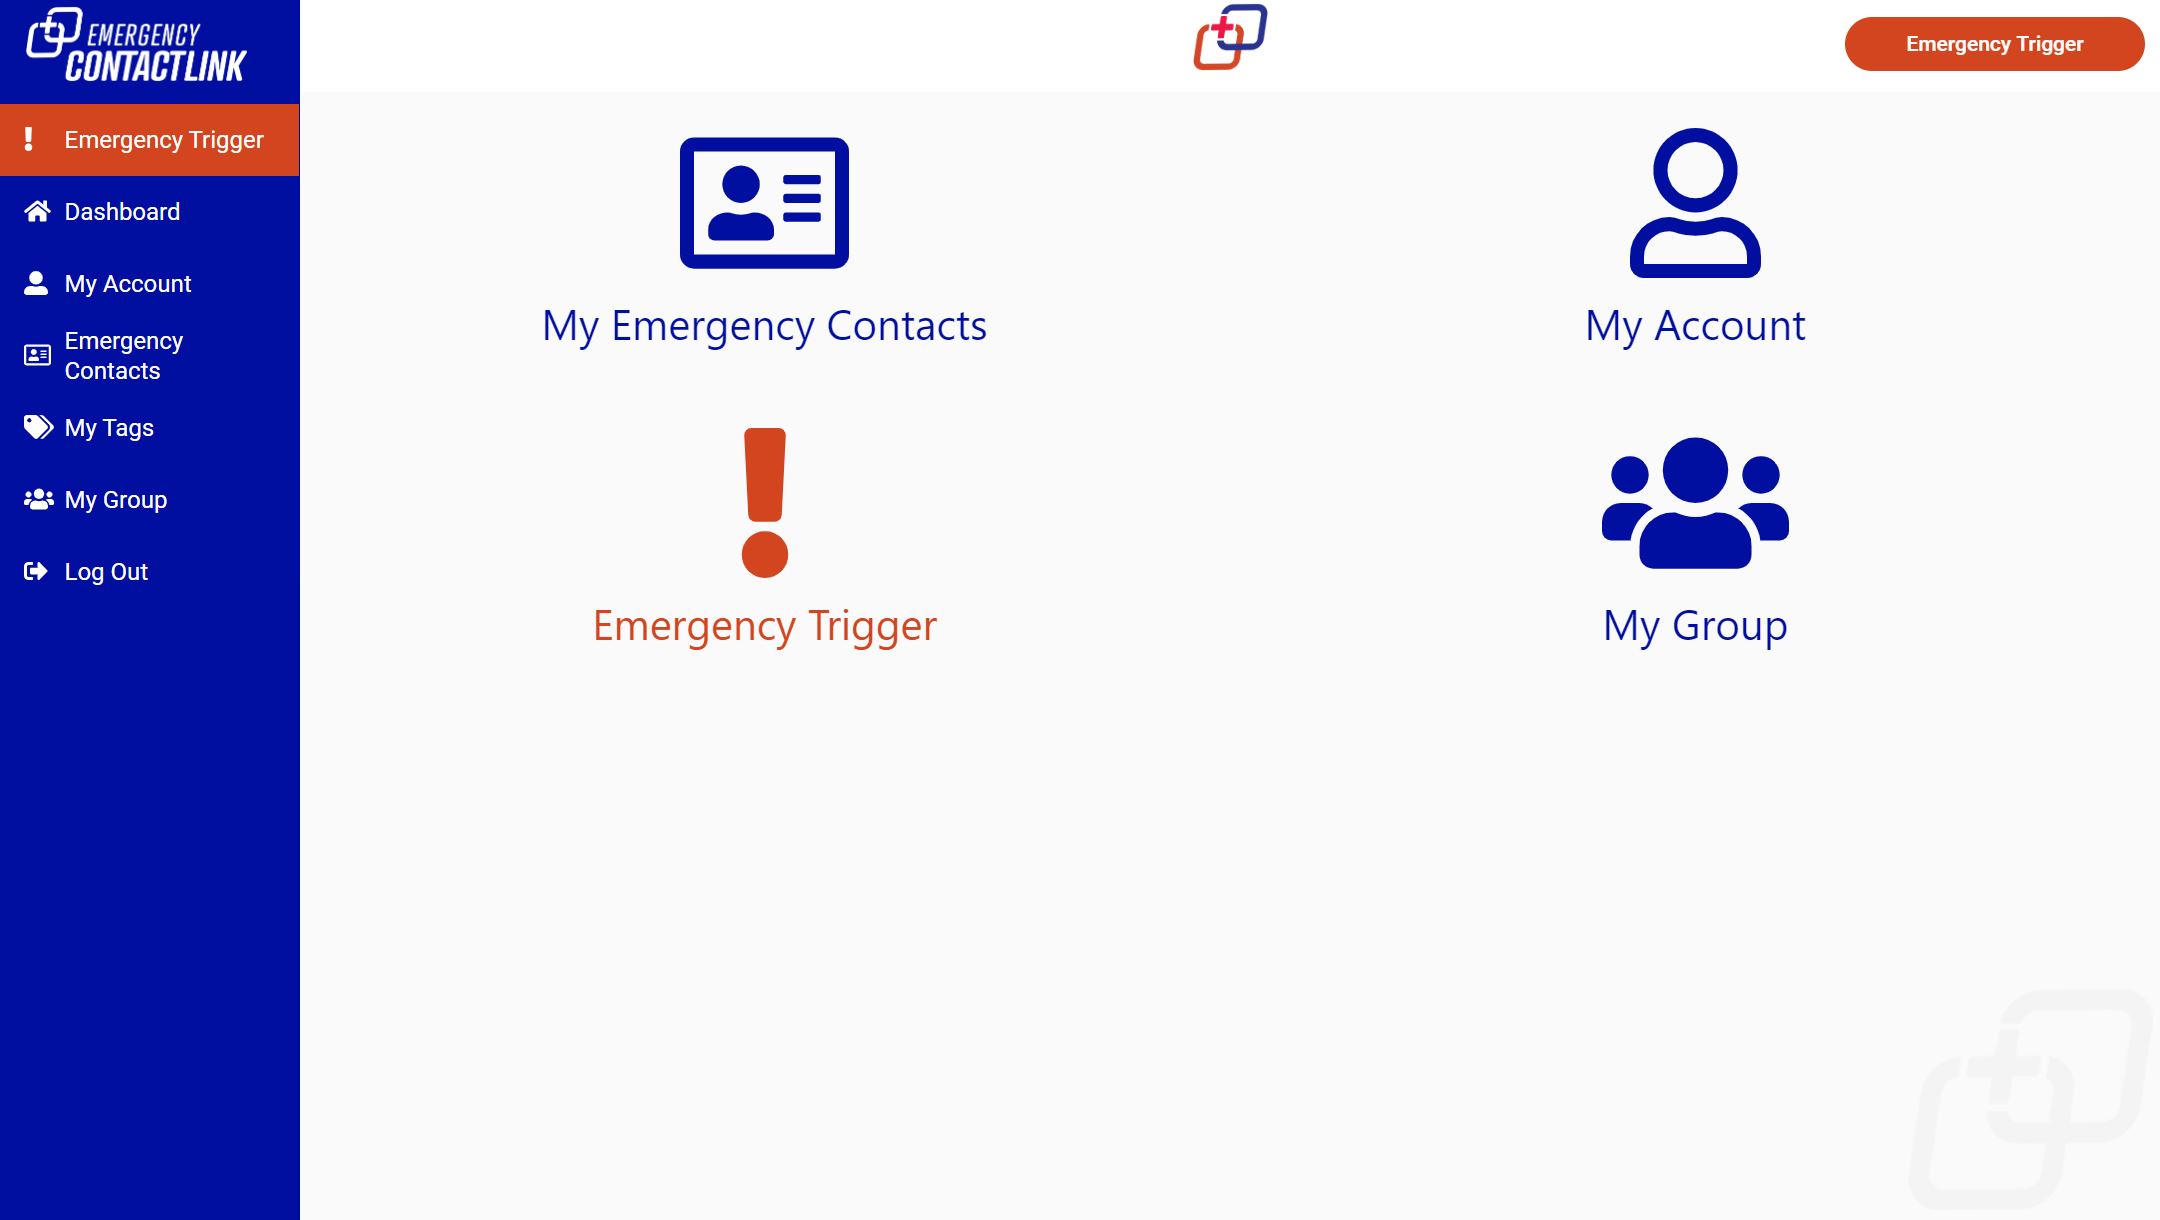 EMERGENCY
CONTACTLINK
Emergency Trigger
Emergency Trigger
Dashboard
My Account
Emergency
Contacts
My Tags
My Group
Log Out
My Emergency Contacts
My Account
Emergency Trigger
My Group